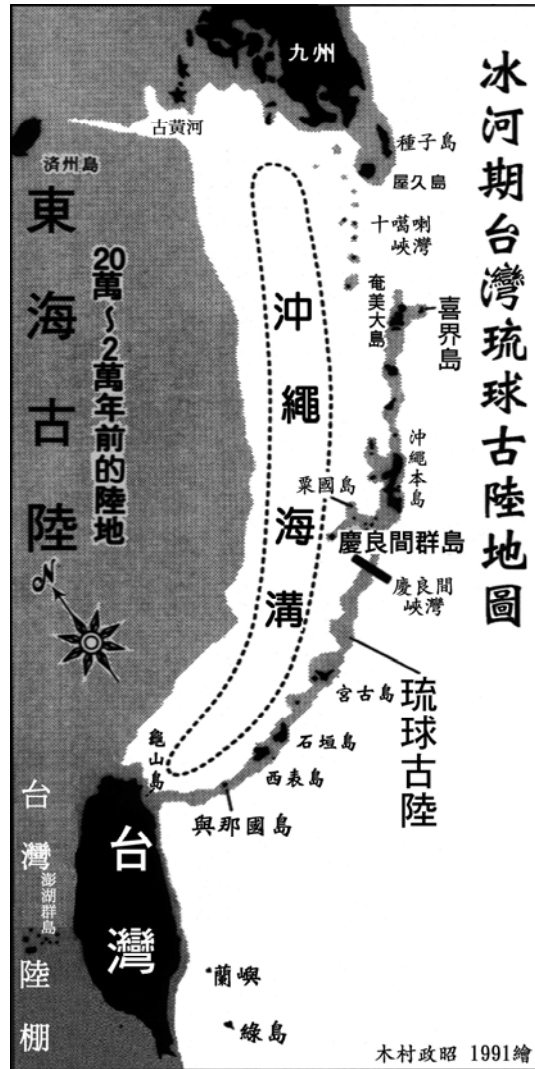 冰河期台灣琉球古陸地圖
九州
古黃河
種子島
済州島
屋久島
十噶喇
峽灣
東海古陸
20萬～2萬年前的陸地
奄美大島
喜界島
沖繩海溝
沖繩本島
粟國島
慶良間群島
慶良間
峽灣
N
琉球古陸
宮古島
石垣島
西表島
與那國島
龜山島
台灣
台灣陸棚
澎湖群島
蘭嶼
綠島
木村政昭 1991繪